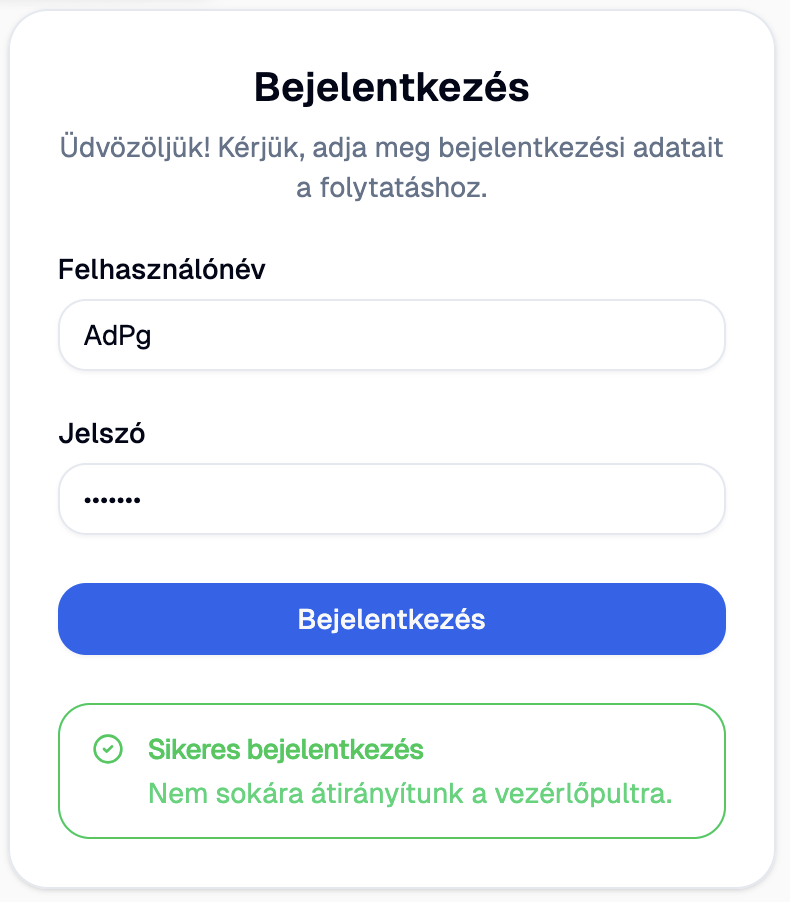 Bejelentkezés
Üdvözöljük! Kérjük, adja meg bejelentkezési adatait
a folytatáshoz.
Felhasználónév
AdPg
Jelszó
•••••••
Bejelentkezés
Sikeres bejelentkezés
Nem sokára átirányítunk a vezérlőpultra.